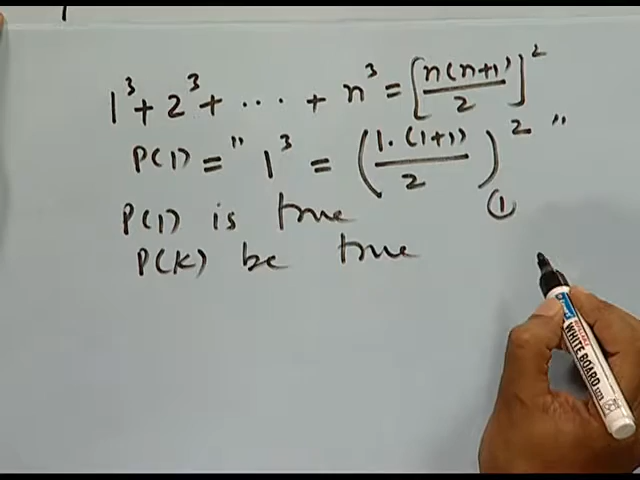 1³ + 2³ + ... + n³ = [n(n+1)/2]²
P(1) = " 1³ = (1.(1+1)/2)² "
P(1) is true ①
P(K) be true
WHITE BOARD